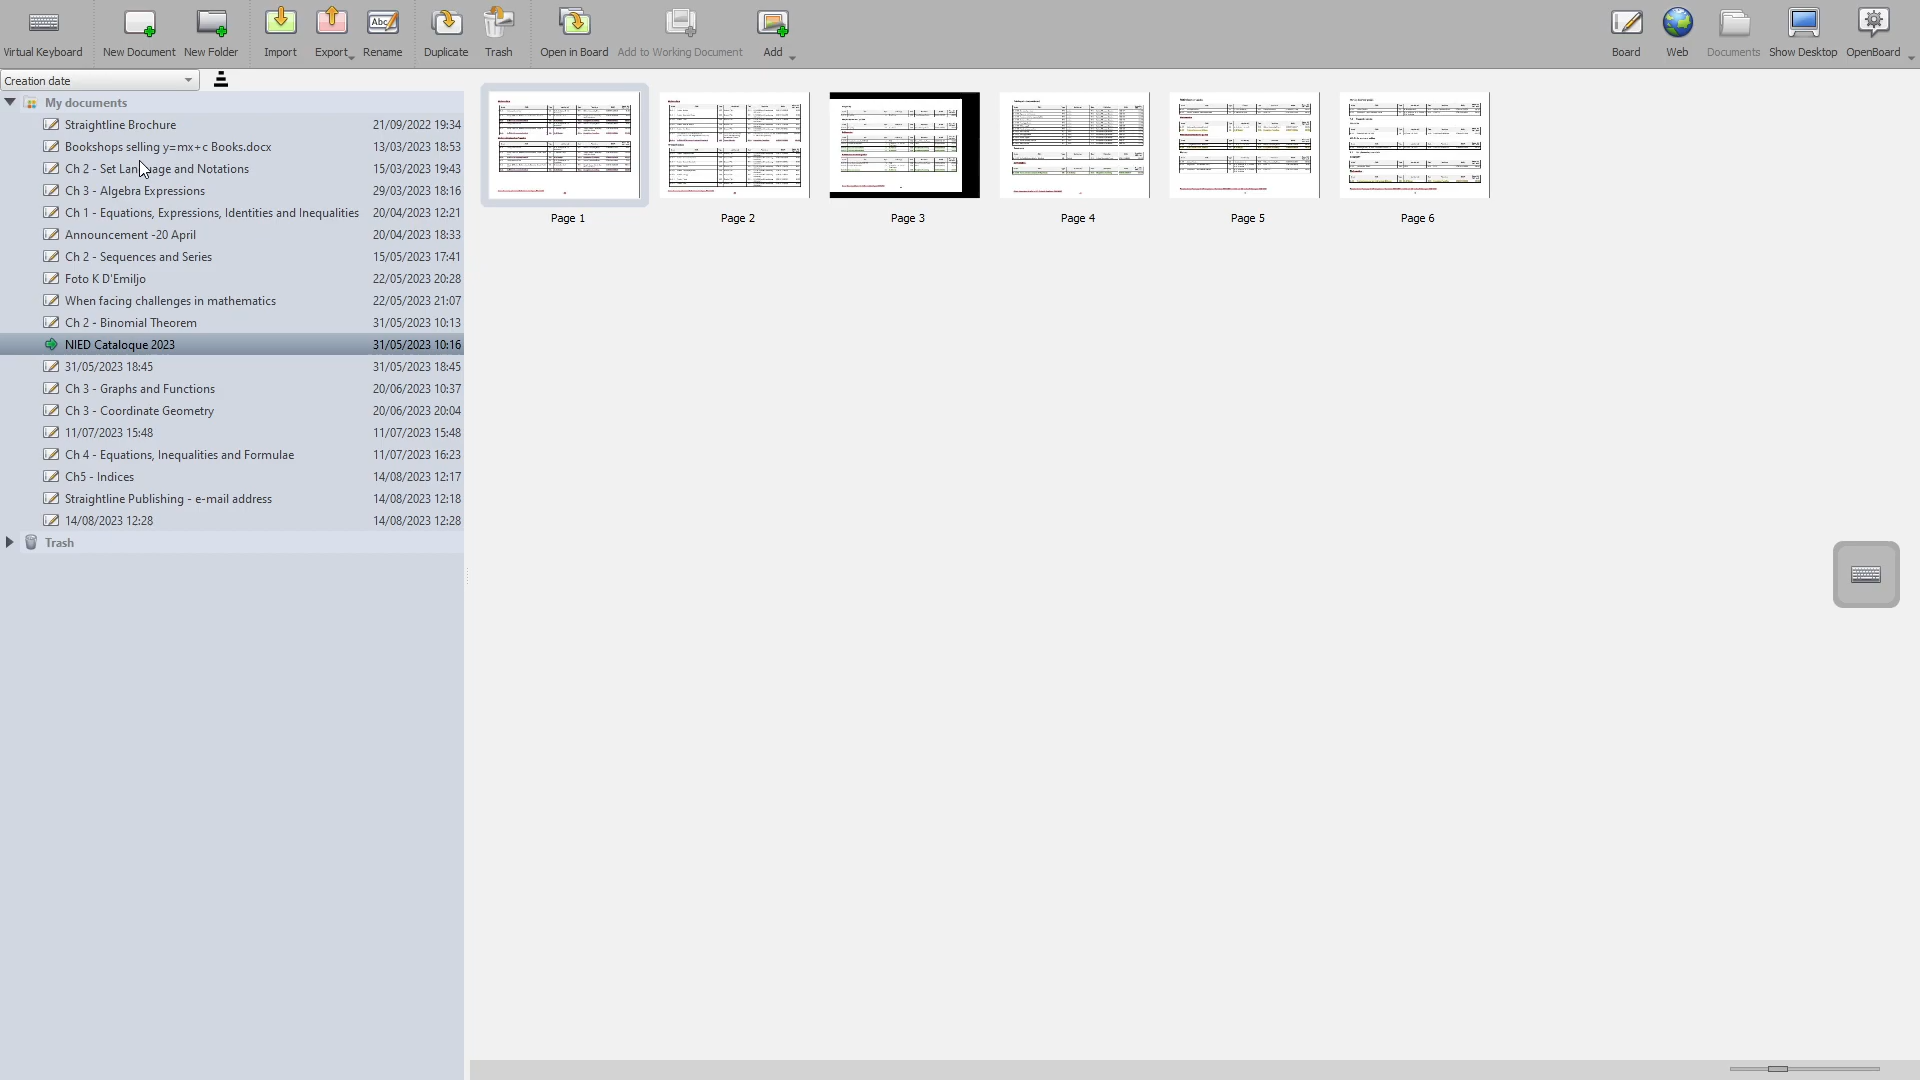 Virtual Keyboard
New Document
New Folder
Import
Export
Rename
Duplicate
Trash
Open in Board
Add to Working Document
Add
Board
Web
Documents
Show Desktop
OpenBoard
Creation date
My documents
Straightline Brochure 21/09/2022 19:34
Bookshops selling y=mx+c Books.docx 13/03/2023 18:53
Ch 2 - Set Language and Notations 15/03/2023 19:43
Ch 3 - Algebra Expressions 29/03/2023 18:16
Ch 1 - Equations, Expressions, Identities and Inequalities 20/04/2023 12:21
Announcement -20 April 20/04/2023 18:33
Ch 2 - Sequences and Series 15/05/2023 17:41
Foto K D'Emiljo 22/05/2023 20:28
When facing challenges in mathematics 22/05/2023 21:07
Ch 2 - Binomial Theorem 31/05/2023 10:13
NIED Cataloque 2023 31/05/2023 10:16
31/05/2023 18:45 31/05/2023 18:45
Ch 3 - Graphs and Functions 20/06/2023 10:37
Ch 3 - Coordinate Geometry 20/06/2023 20:04
11/07/2023 15:48 11/07/2023 15:48
Ch 4 - Equations, Inequalities and Formulae 11/07/2023 16:23
Ch5 - Indices 14/08/2023 12:17
Straightline Publishing - e-mail address 14/08/2023 12:18
14/08/2023 12:28 14/08/2023 12:28
Trash
Page 1
Page 2
Page 3
Page 4
Page 5
Page 6